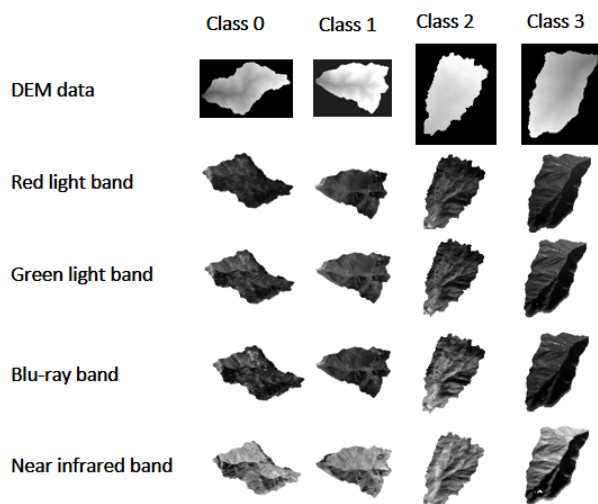 Class 0 Class 1 Class 2 Class 3
DEM data
Red light band
Green light band
Blu-ray band
Near infrared band